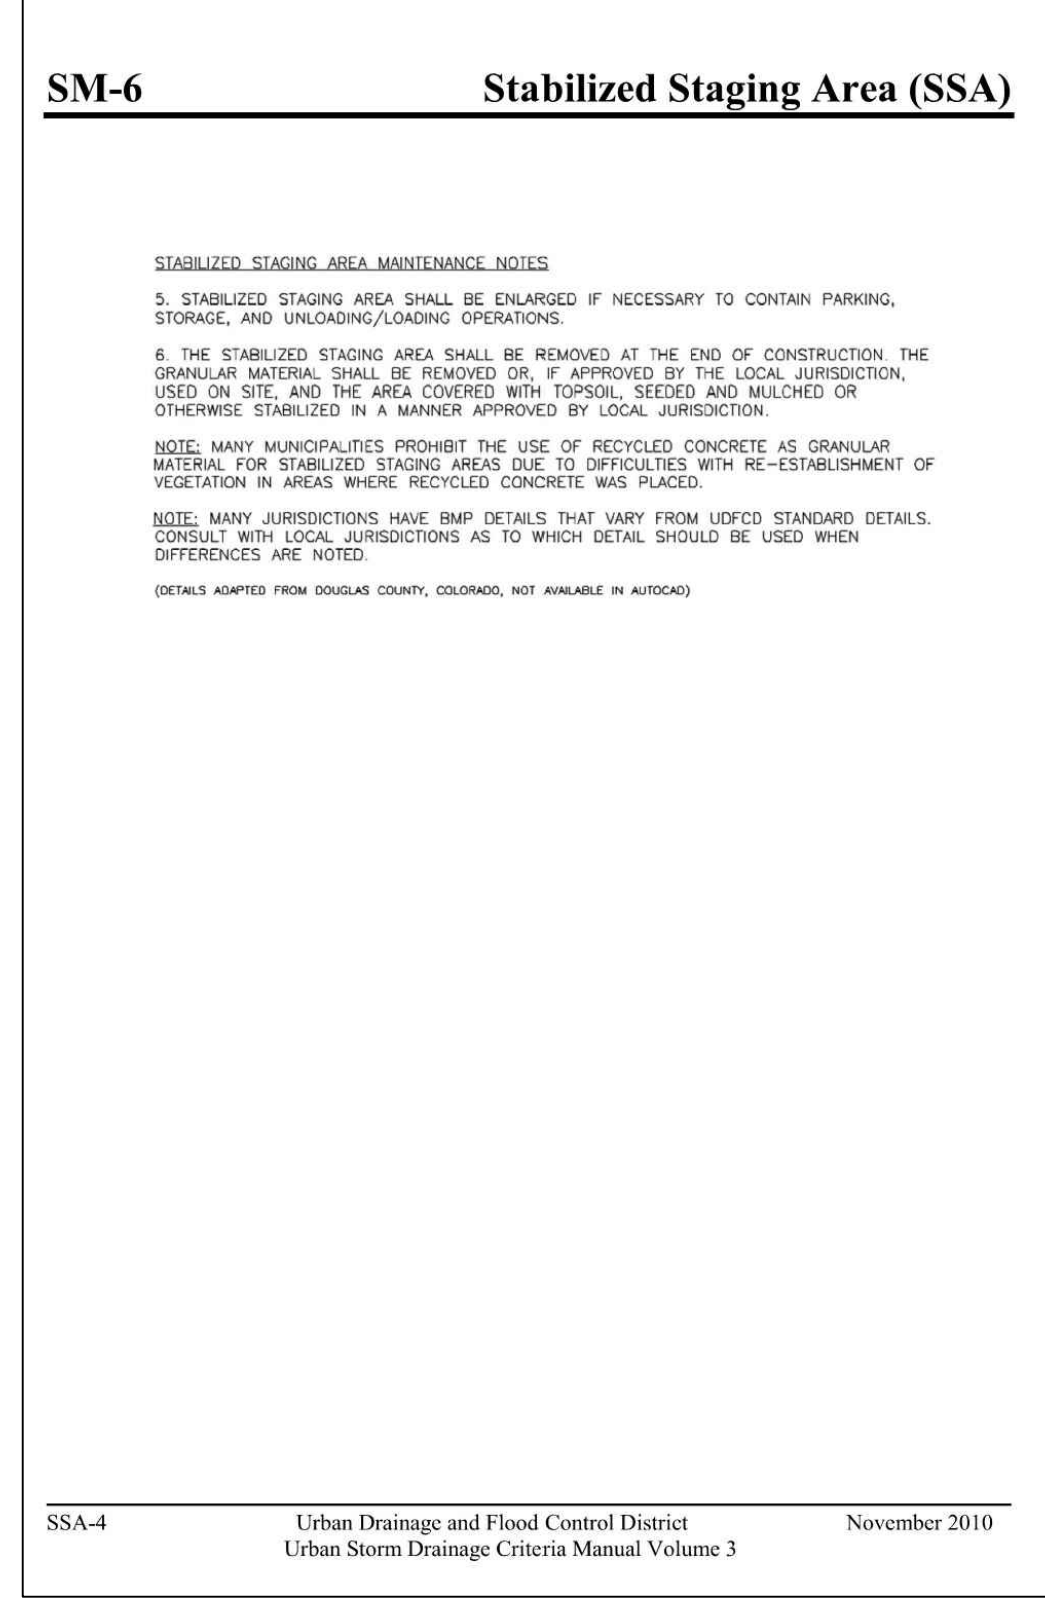 SM-6 Stabilized Staging Area (SSA)
STABILIZED STAGING AREA MAINTENANCE NOTES
5. STABILIZED STAGING AREA SHALL BE ENLARGED IF NECESSARY TO CONTAIN PARKING,
STORAGE, AND UNLOADING/LOADING OPERATIONS.
6. THE STABILIZED STAGING AREA SHALL BE REMOVED AT THE END OF CONSTRUCTION. THE
GRANULAR MATERIAL SHALL BE REMOVED OR, IF APPROVED BY THE LOCAL JURISDICTION,
USED ON SITE, AND THE AREA COVERED WITH TOPSOIL, SEEDED AND MULCHED OR
OTHERWISE STABILIZED IN A MANNER APPROVED BY LOCAL JURISDICTION.
NOTE: MANY MUNICIPALITIES PROHIBIT THE USE OF RECYCLED CONCRETE AS GRANULAR
MATERIAL FOR STABILIZED STAGING AREAS DUE TO DIFFICULTIES WITH RE-ESTABLISHMENT OF
VEGETATION IN AREAS WHERE RECYCLED CONCRETE WAS PLACED.
NOTE: MANY JURISDICTIONS HAVE BMP DETAILS THAT VARY FROM UDFCD STANDARD DETAILS.
CONSULT WITH LOCAL JURISDICTIONS AS TO WHICH DETAIL SHOULD BE USED WHEN
DIFFERENCES ARE NOTED.
(DETAILS ADAPTED FROM DOUGLAS COUNTY, COLORADO, NOT AVAILABLE IN AUTOCAD)
SSA-4 Urban Drainage and Flood Control District November 2010
Urban Storm Drainage Criteria Manual Volume 3